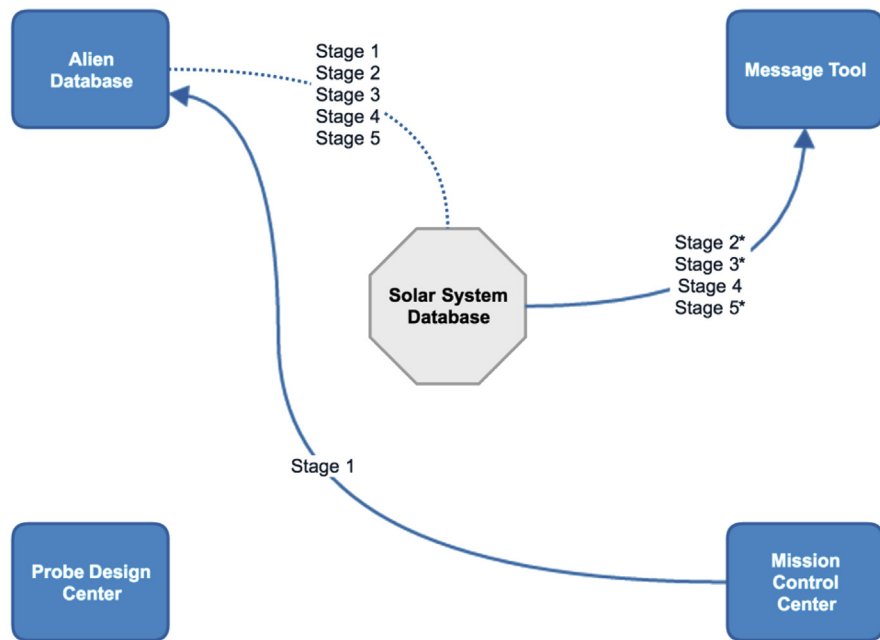 Alien
Database
Stage 1
Stage 2
Stage 3
Stage 4
Stage 5
Message Tool
Stage 2*
Stage 3*
Stage 4
Stage 5*
Solar System
Database
Stage 1
Probe Design
Center
Mission
Control
Center